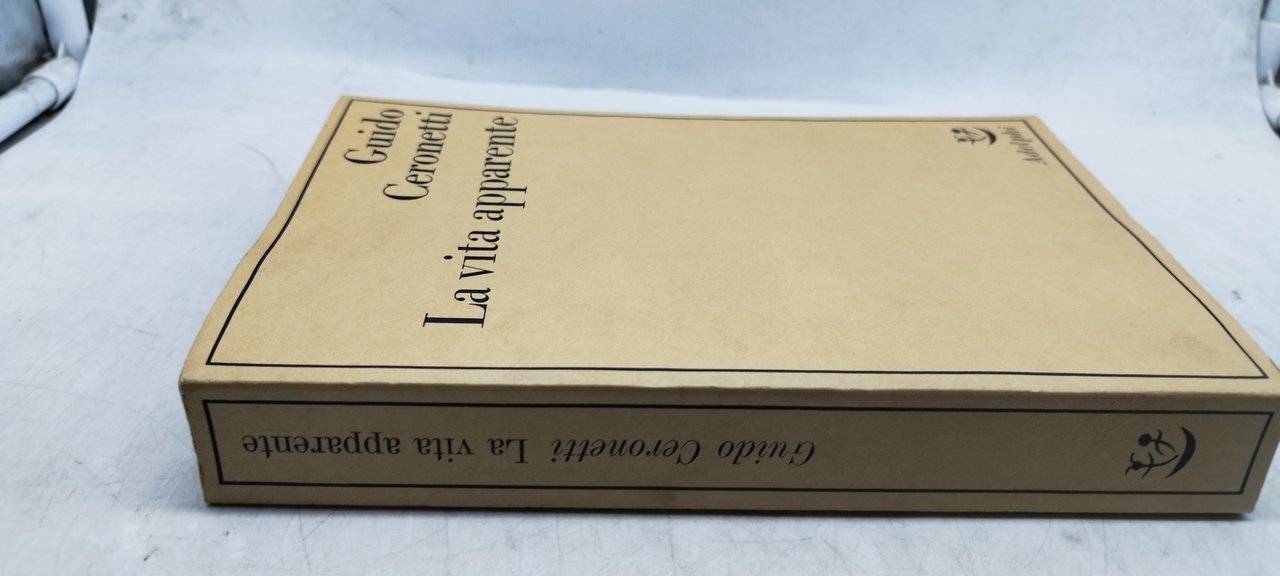 Guido
Ceronetti
La vita apparente
Adelphi
Guido Ceronetti La vita apparente